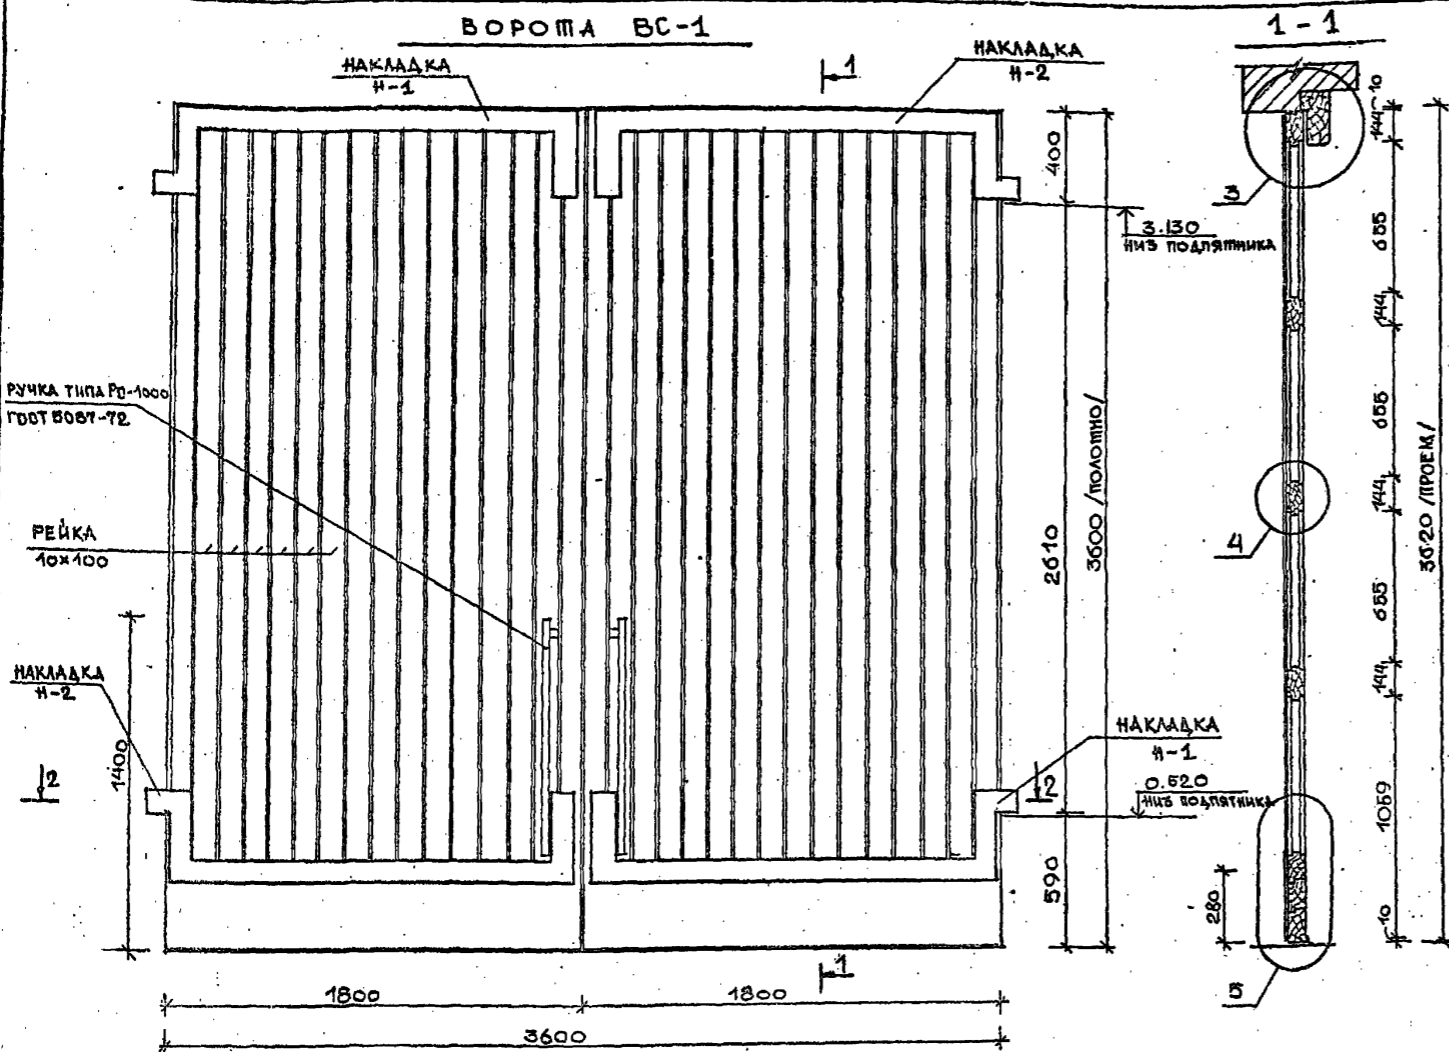 ВОРОТА ВС-1
1 - 1
НАКЛАДКА
Н-1
НАКЛАДКА
Н-2
1
400
3.130
НИЗ ПОДПЯТНИКА
3
10
144
655
144
655
144
655
144
1059
10
3620 /ПРОЕМ/
РУЧКА ТИПА РС-1000
ГОСТ 5087-72
РЕЙКА
10×100
2610
3600 /ПОЛОТНО/
4
НАКЛАДКА
Н-2
1400
2
НАКЛАДКА
Н-1
2
0.520
НИЗ ПОДПЯТНИКА
590
280
5
1
1800
1800
3600